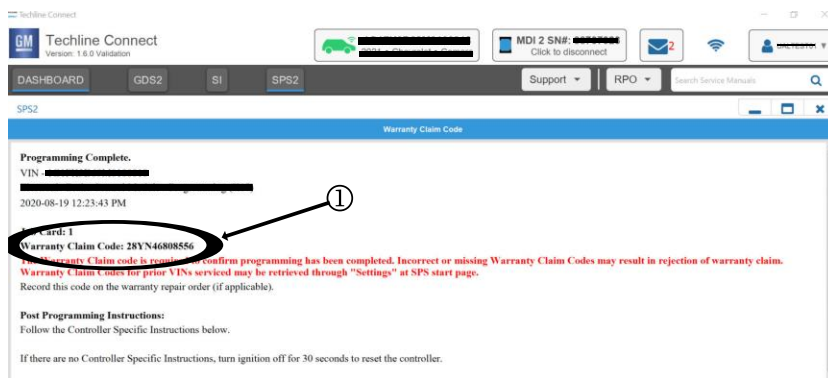 Techline Connect
GM
Techline Connect
Version: 1.6.0 Validation
MDI 2 SN#:
Click to disconnect
2
DASHBOARD
GDS2
SI
SPS2
Support
RPO
Search Service Manuals
SPS2
Warranty Claim Code
Programming Complete.
VIN -
2020-08-19 12:23:43 PM
①
Card: 1
Warranty Claim Code: 28YN46808556
The Warranty Claim code is required to confirm programming has been completed. Incorrect or missing Warranty Claim Codes may result in rejection of warranty claim.
Warranty Claim Codes for prior VINs serviced may be retrieved through "Settings" at SPS start page.
Record this code on the warranty repair order (if applicable).
Post Programming Instructions:
Follow the Controller Specific Instructions below.
If there are no Controller Specific Instructions, turn ignition off for 30 seconds to reset the controller.